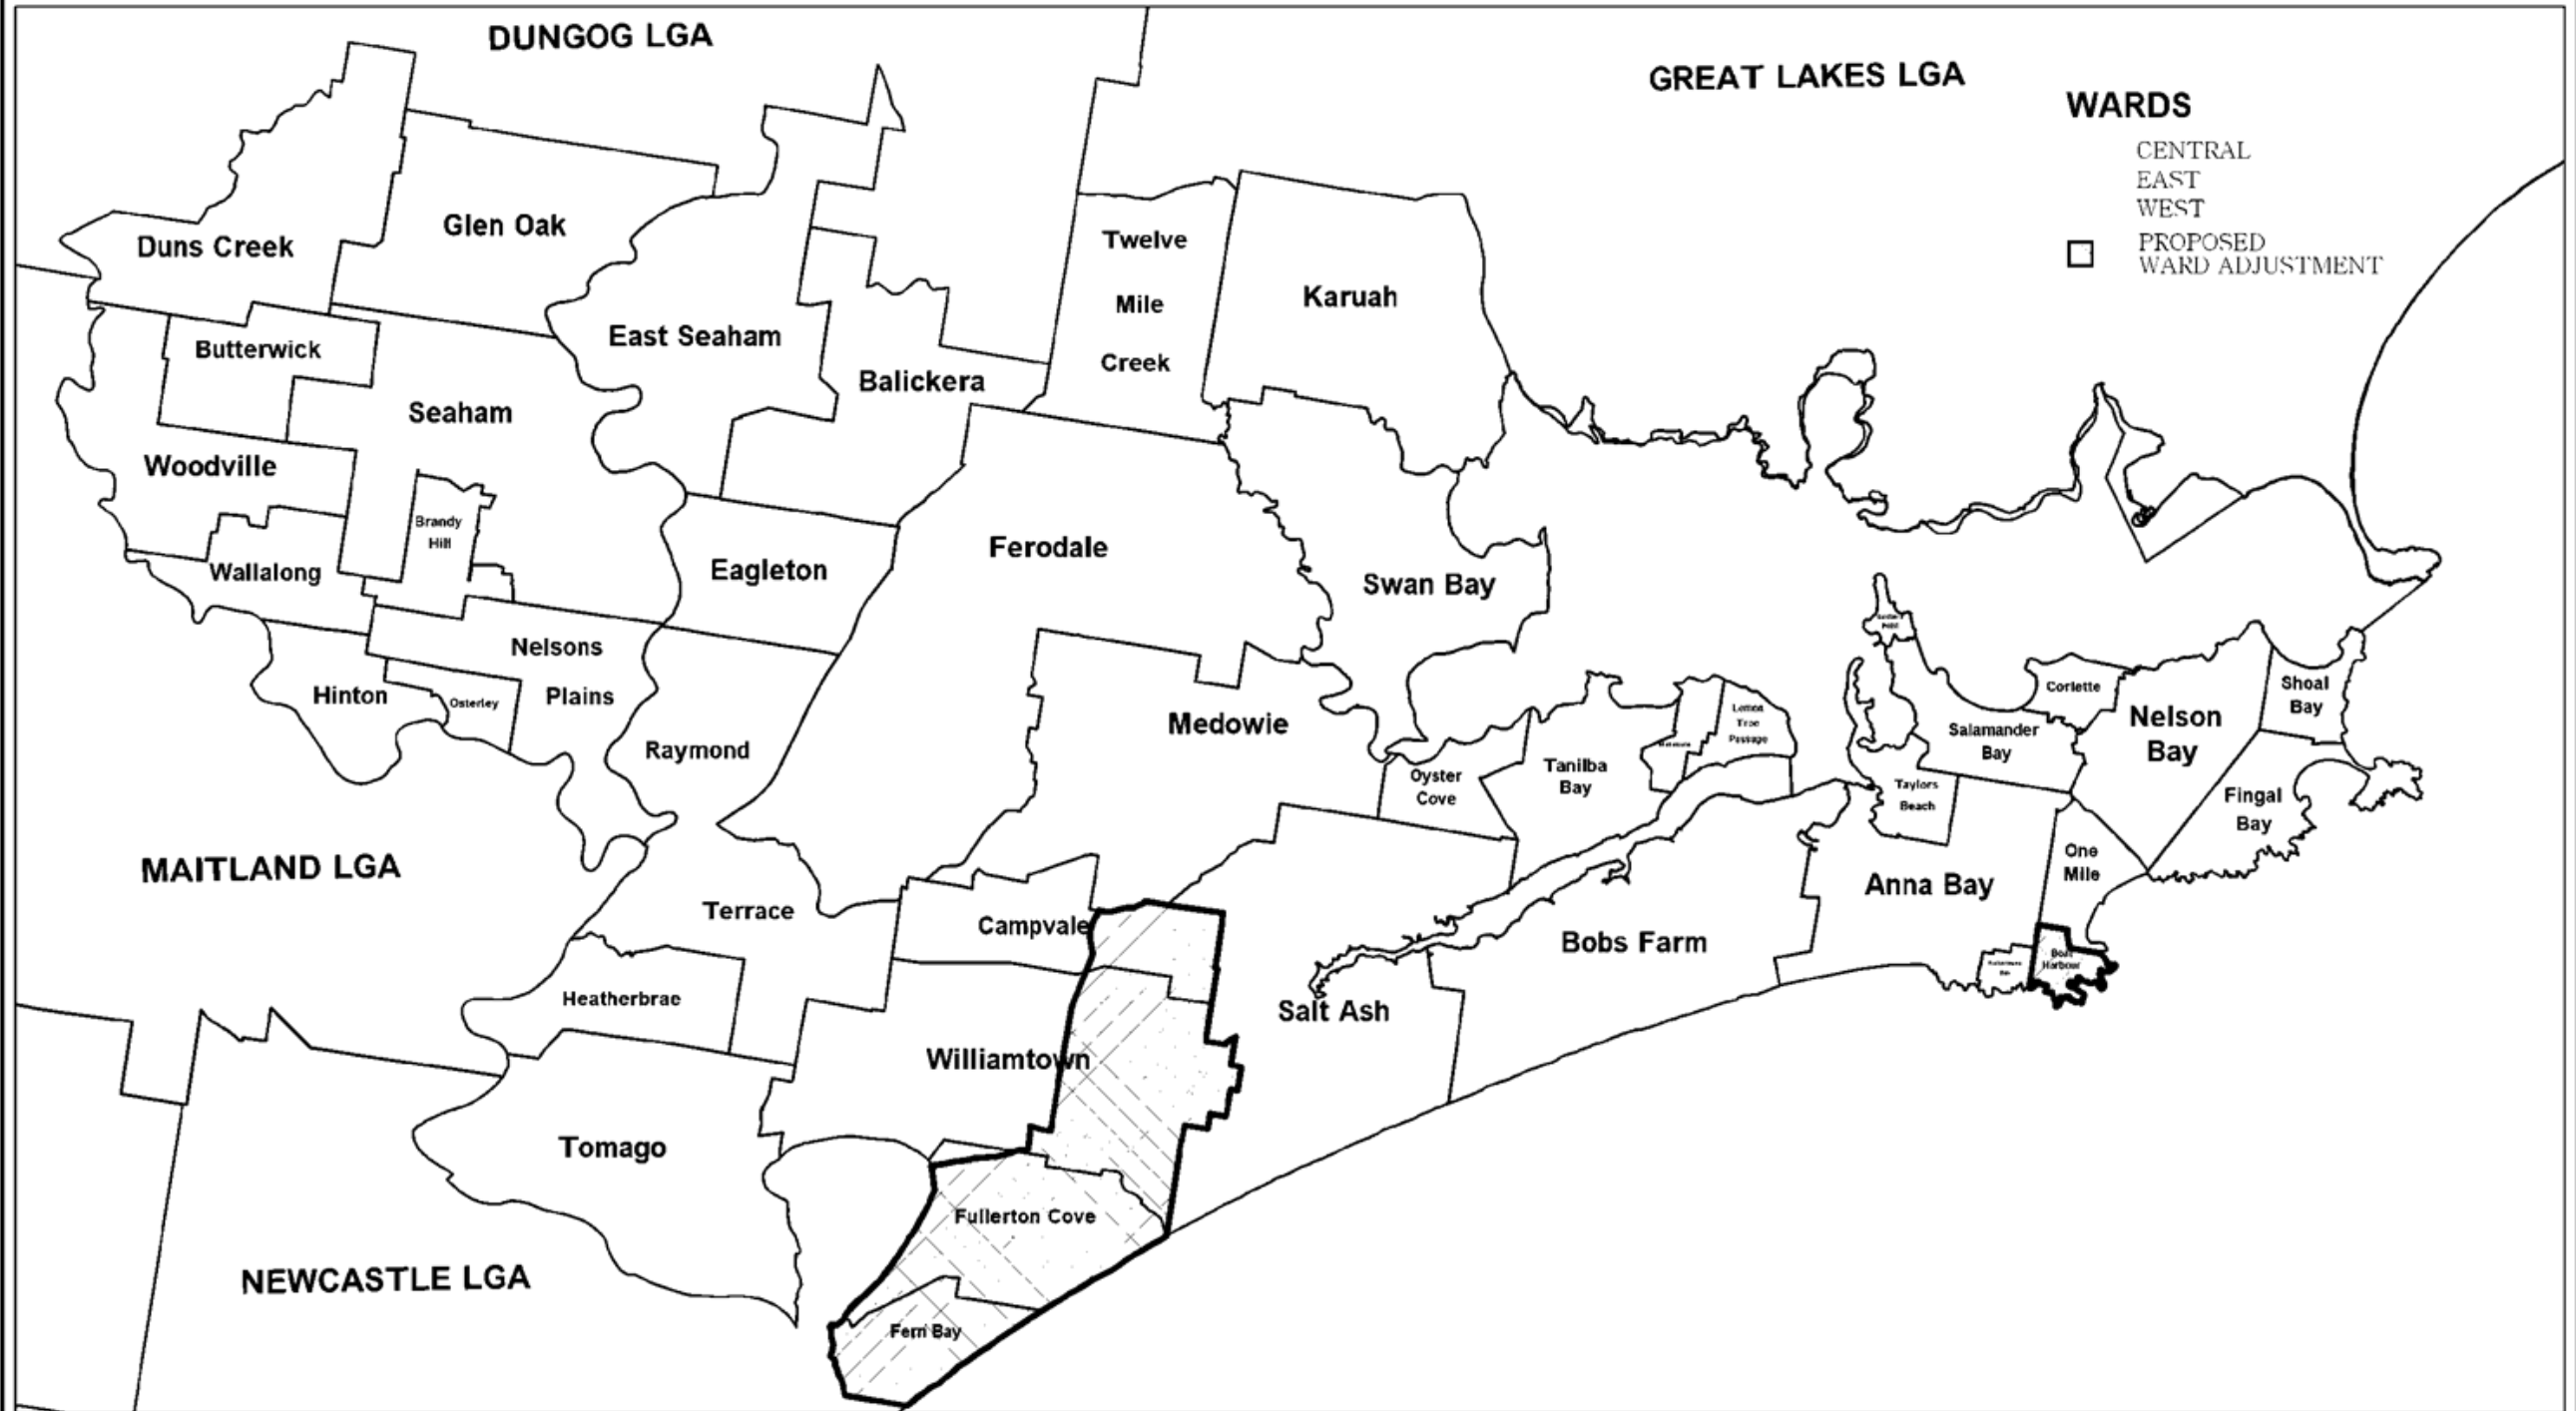 DUNGOG LGA
GREAT LAKES LGA
WARDS
CENTRAL
EAST
WEST
PROPOSED
WARD ADJUSTMENT
Duns Creek
Glen Oak
Twelve
Mile
Creek
Karuah
Butterwick
East Seaham
Balickera
Seaham
Woodville
Brandy
Hill
Wallalong
Eagleton
Ferodale
Swan Bay
Nelsons
Plains
Hinton
Osterley
Raymond
Terrace
Medowie
Oyster
Cove
Tanilba
Bay
Lemon
Tree
Passage
Corlette
Salamander
Bay
Nelson
Bay
Shoal
Bay
Taylors
Beach
Fingal
Bay
One
Mile
MAITLAND LGA
Campvale
Anna Bay
Bobs Farm
Boat
Harbour
Heatherbrae
Salt Ash
Williamtown
Tomago
Fullerton Cove
NEWCASTLE LGA
Fern Bay